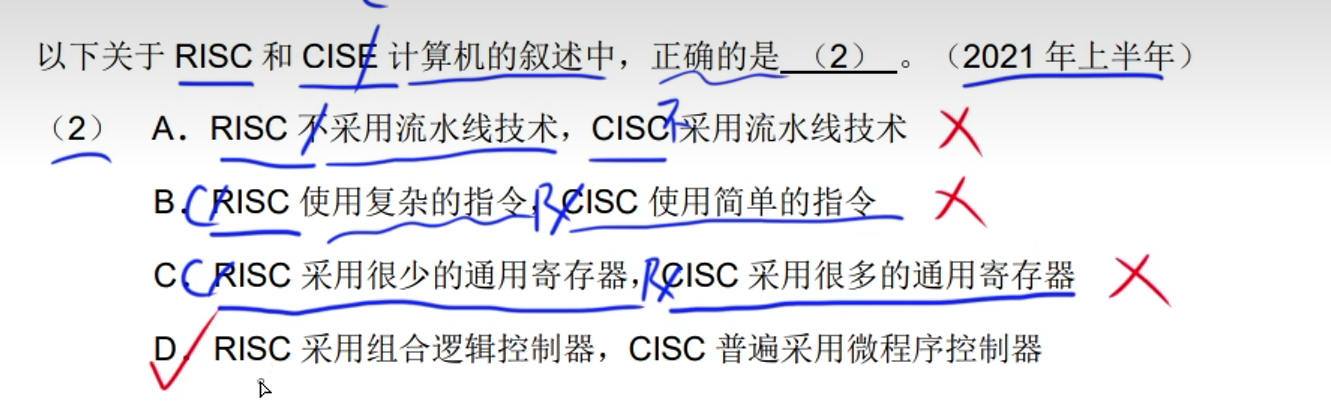 以下关于 RISC 和 CISE 计算机的叙述中，正确的是（2）。（2021 年上半年）
（2） A．RISC 不采用流水线技术，CISC 不采用流水线技术
B．C RISC 使用复杂的指令，R CISC 使用简单的指令
C．C RISC 采用很少的通用寄存器，R CISC 采用很多的通用寄存器
D．RISC 采用组合逻辑控制器，CISC 普遍采用微程序控制器